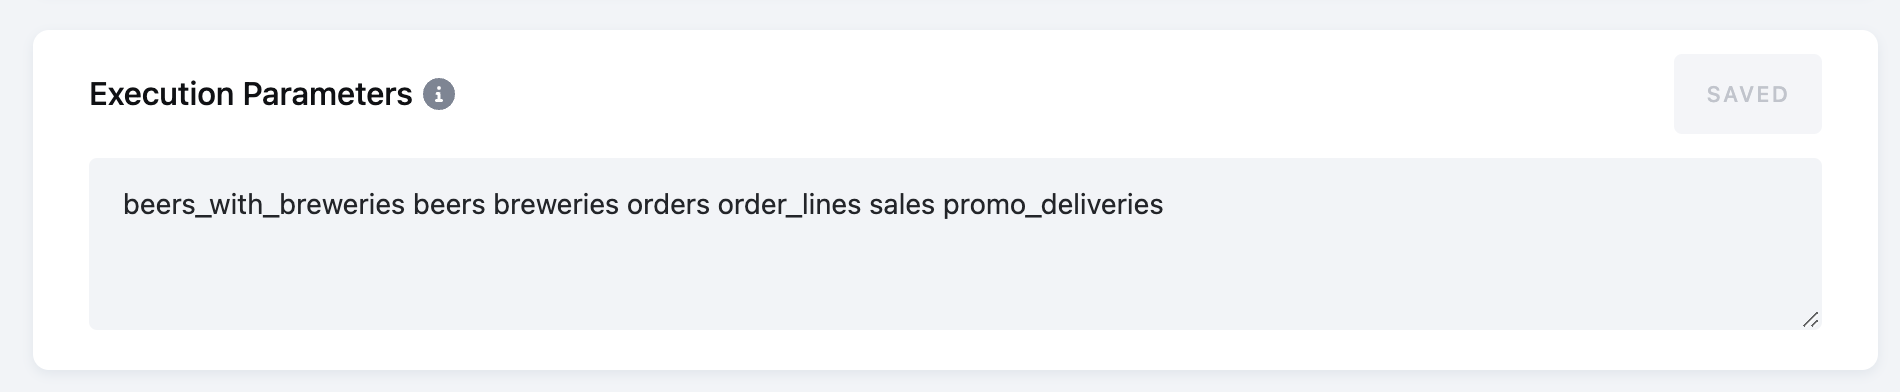 Execution Parameters
SAVED
beers_with_breweries beers breweries orders order_lines sales promo_deliveries